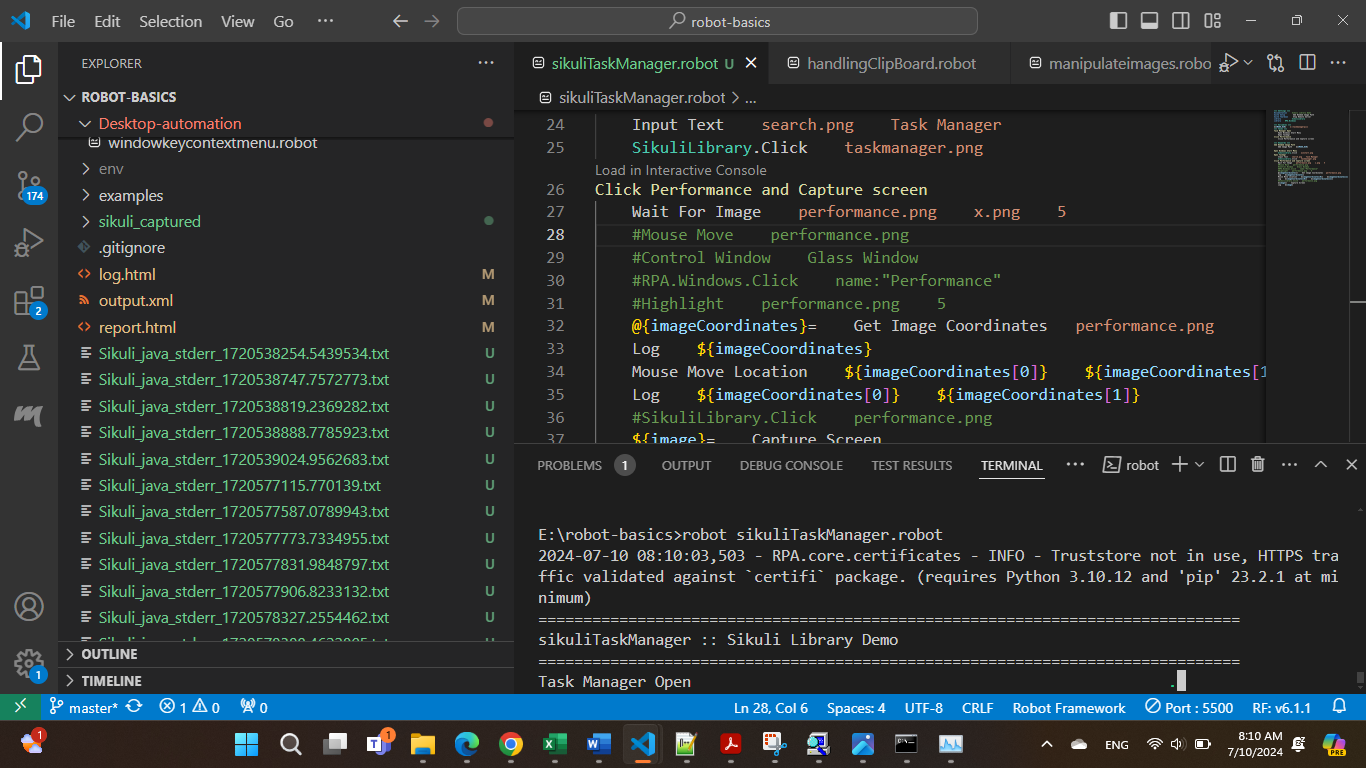 File Edit Selection View Go ··· robot-basics
EXPLORER ···
ROBOT-BASICS
Desktop-automation
windowkeycontextmenu.robot
env
examples
sikuli_captured
.gitignore
log.html M
output.xml M
report.html M
Sikuli_java_stderr_1720538254.5439534.txt U
Sikuli_java_stderr_1720538747.7572773.txt U
Sikuli_java_stderr_1720538819.2369282.txt U
Sikuli_java_stderr_1720538888.7785923.txt U
Sikuli_java_stderr_1720539024.9562683.txt U
Sikuli_java_stderr_1720577115.770139.txt U
Sikuli_java_stderr_1720577587.0789943.txt U
Sikuli_java_stderr_1720577773.7334955.txt U
Sikuli_java_stderr_1720577831.9848797.txt U
Sikuli_java_stderr_1720577906.8233132.txt U
Sikuli_java_stderr_1720578327.2554462.txt U
OUTLINE
TIMELINE
174
2
1
sikuliTaskManager.robot U handlingClipBoard.robot manipulateimages.robo
sikuliTaskManager.robot > ...
24 Input Text search.png Task Manager
25 SikuliLibrary.Click taskmanager.png
Load in Interactive Console
26 Click Performance and Capture screen
27 Wait For Image performance.png x.png 5
28 #Mouse Move performance.png
29 #Control Window Glass Window
30 #RPA.Windows.Click name:"Performance"
31 #Highlight performance.png 5
32 @{imageCoordinates}= Get Image Coordinates performance.png
33 Log ${imageCoordinates}
34 Mouse Move Location ${imageCoordinates[0]} ${imageCoordinates[1
35 Log ${imageCoordinates[0]} ${imageCoordinates[1]}
36 #SikuliLibrary.Click performance.png
37 ${image}= Capture Screen
PROBLEMS 1 OUTPUT DEBUG CONSOLE TEST RESULTS TERMINAL ··· robot
E:\robot-basics>robot sikuliTaskManager.robot
2024-07-10 08:10:03,503 - RPA.core.certificates - INFO - Truststore not in use, HTTPS tra
ffic validated against `certifi` package. (requires Python 3.10.12 and 'pip' 23.2.1 at mi
nimum)
==============================================================================
sikuliTaskManager :: Sikuli Library Demo
==============================================================================
Task Manager Open .
master* 1 0 0 Ln 28, Col 6 Spaces: 4 UTF-8 CRLF Robot Framework Port : 5500 RF: v6.1.1
1 1 ENG 8:10 AM
7/10/2024 PRE